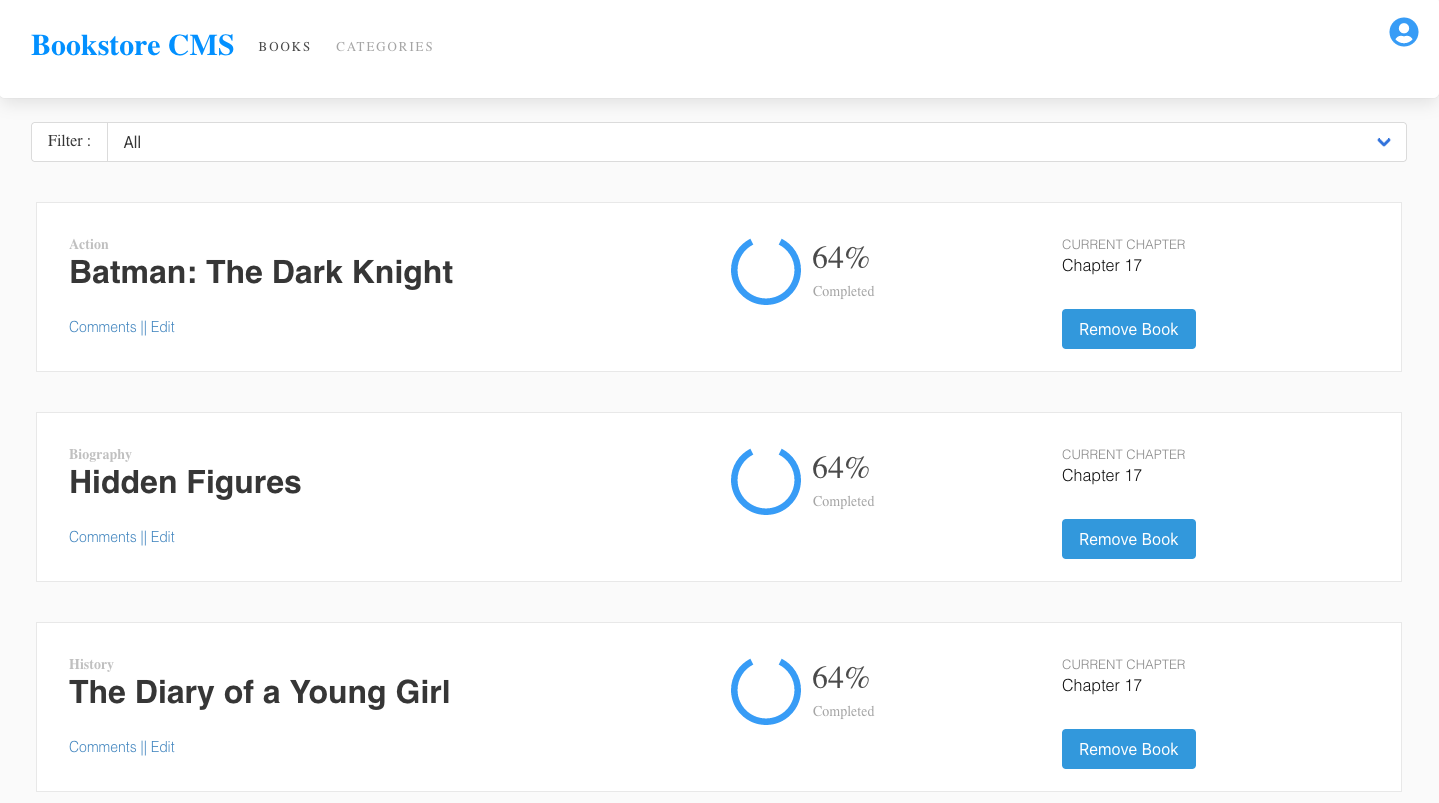 Bookstore CMS BOOKS CATEGORIES
Filter : All
Action
Batman: The Dark Knight
Comments || Edit
64%
Completed
CURRENT CHAPTER
Chapter 17
Remove Book
Biography
Hidden Figures
Comments || Edit
64%
Completed
CURRENT CHAPTER
Chapter 17
Remove Book
History
The Diary of a Young Girl
Comments || Edit
64%
Completed
CURRENT CHAPTER
Chapter 17
Remove Book